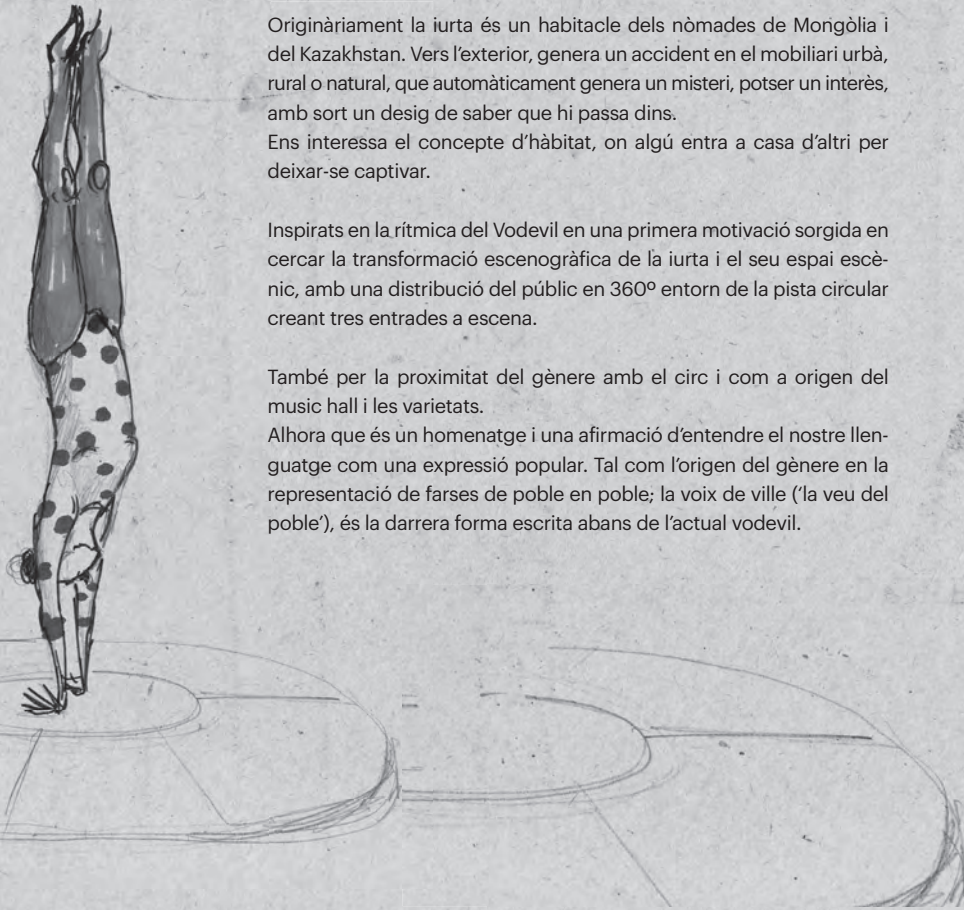 Originàriament la iurta és un habitacle dels nòmades de Mongòlia i
del Kazakhstan. Vers l’exterior, genera un accident en el mobiliari urbà,
rural o natural, que automàticament genera un misteri, potser un interès,
amb sort un desig de saber que hi passa dins.
Ens interessa el concepte d’hàbitat, on algú entra a casa d’altri per
deixar-se captivar.
Inspirats en la rítmica del Vodevil en una primera motivació sorgida en
cercar la transformació escenogràfica de la iurta i el seu espai escè-
nic, amb una distribució del públic en 360º entorn de la pista circular
creant tres entrades a escena.
També per la proximitat del gènere amb el circ i com a origen del
music hall i les varietats.
Alhora que és un homenatge i una afirmació d’entendre el nostre llen-
guatge com una expressió popular. Tal com l’origen del gènere en la
representació de farses de poble en poble; la voix de ville (‘la veu del
poble’), és la darrera forma escrita abans de l’actual vodevil.